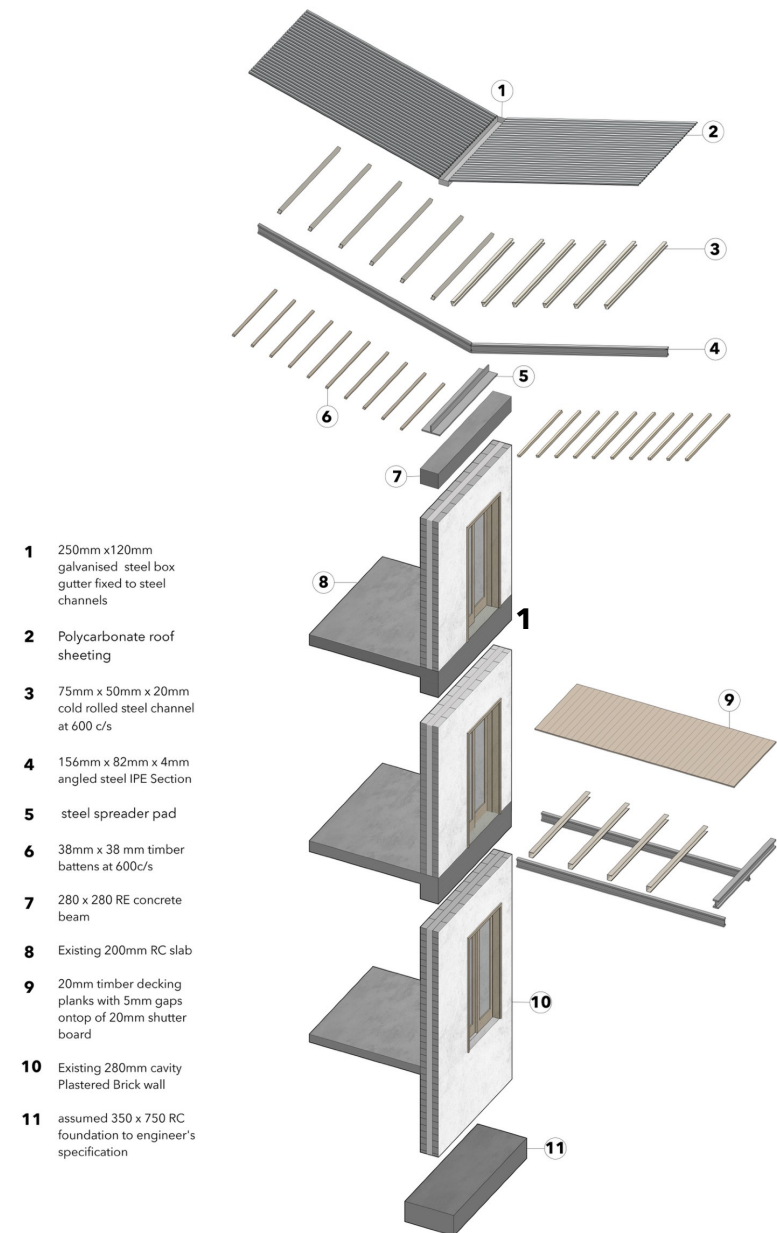 1
2
3
4
5
6
7
8
1
9
10
11
1 250mm x120mm
galvanised steel box
gutter fixed to steel
channels
2 Polycarbonate roof
sheeting
3 75mm x 50mm x 20mm
cold rolled steel channel
at 600 c/s
4 156mm x 82mm x 4mm
angled steel IPE Section
5 steel spreader pad
6 38mm x 38 mm timber
battens at 600c/s
7 280 x 280 RE concrete
beam
8 Existing 200mm RC slab
9 20mm timber decking
planks with 5mm gaps
ontop of 20mm shutter
board
10 Existing 280mm cavity
Plastered Brick wall
11 assumed 350 x 750 RC
foundation to engineer's
specification